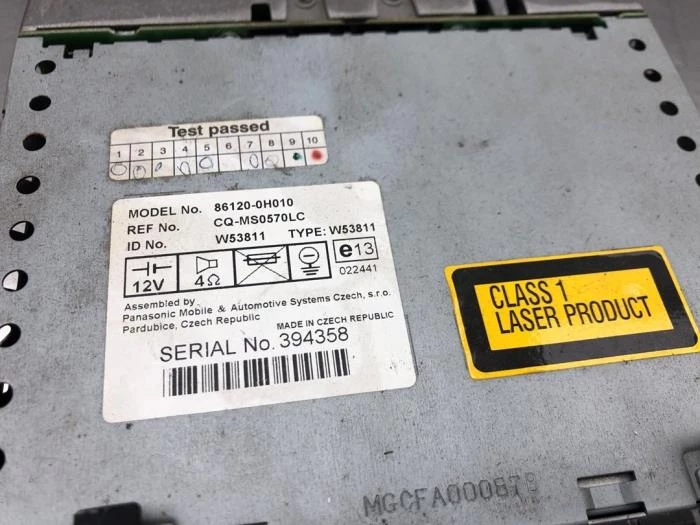 Test passed
1 2 3 4 5 6 7 8 9 10
MODEL No. 86120-0H010
REF No. CQ-MS0570LC
ID No. W53811 TYPE: W53811
12V 4Ω e13
022441
Assembled by
Panasonic Mobile & Automotive Systems Czech, s.r.o.
Pardubice, Czech Republic
MADE IN CZECH REPUBLIC
SERIAL No. 394358
CLASS 1
LASER PRODUCT
MGCFA000879